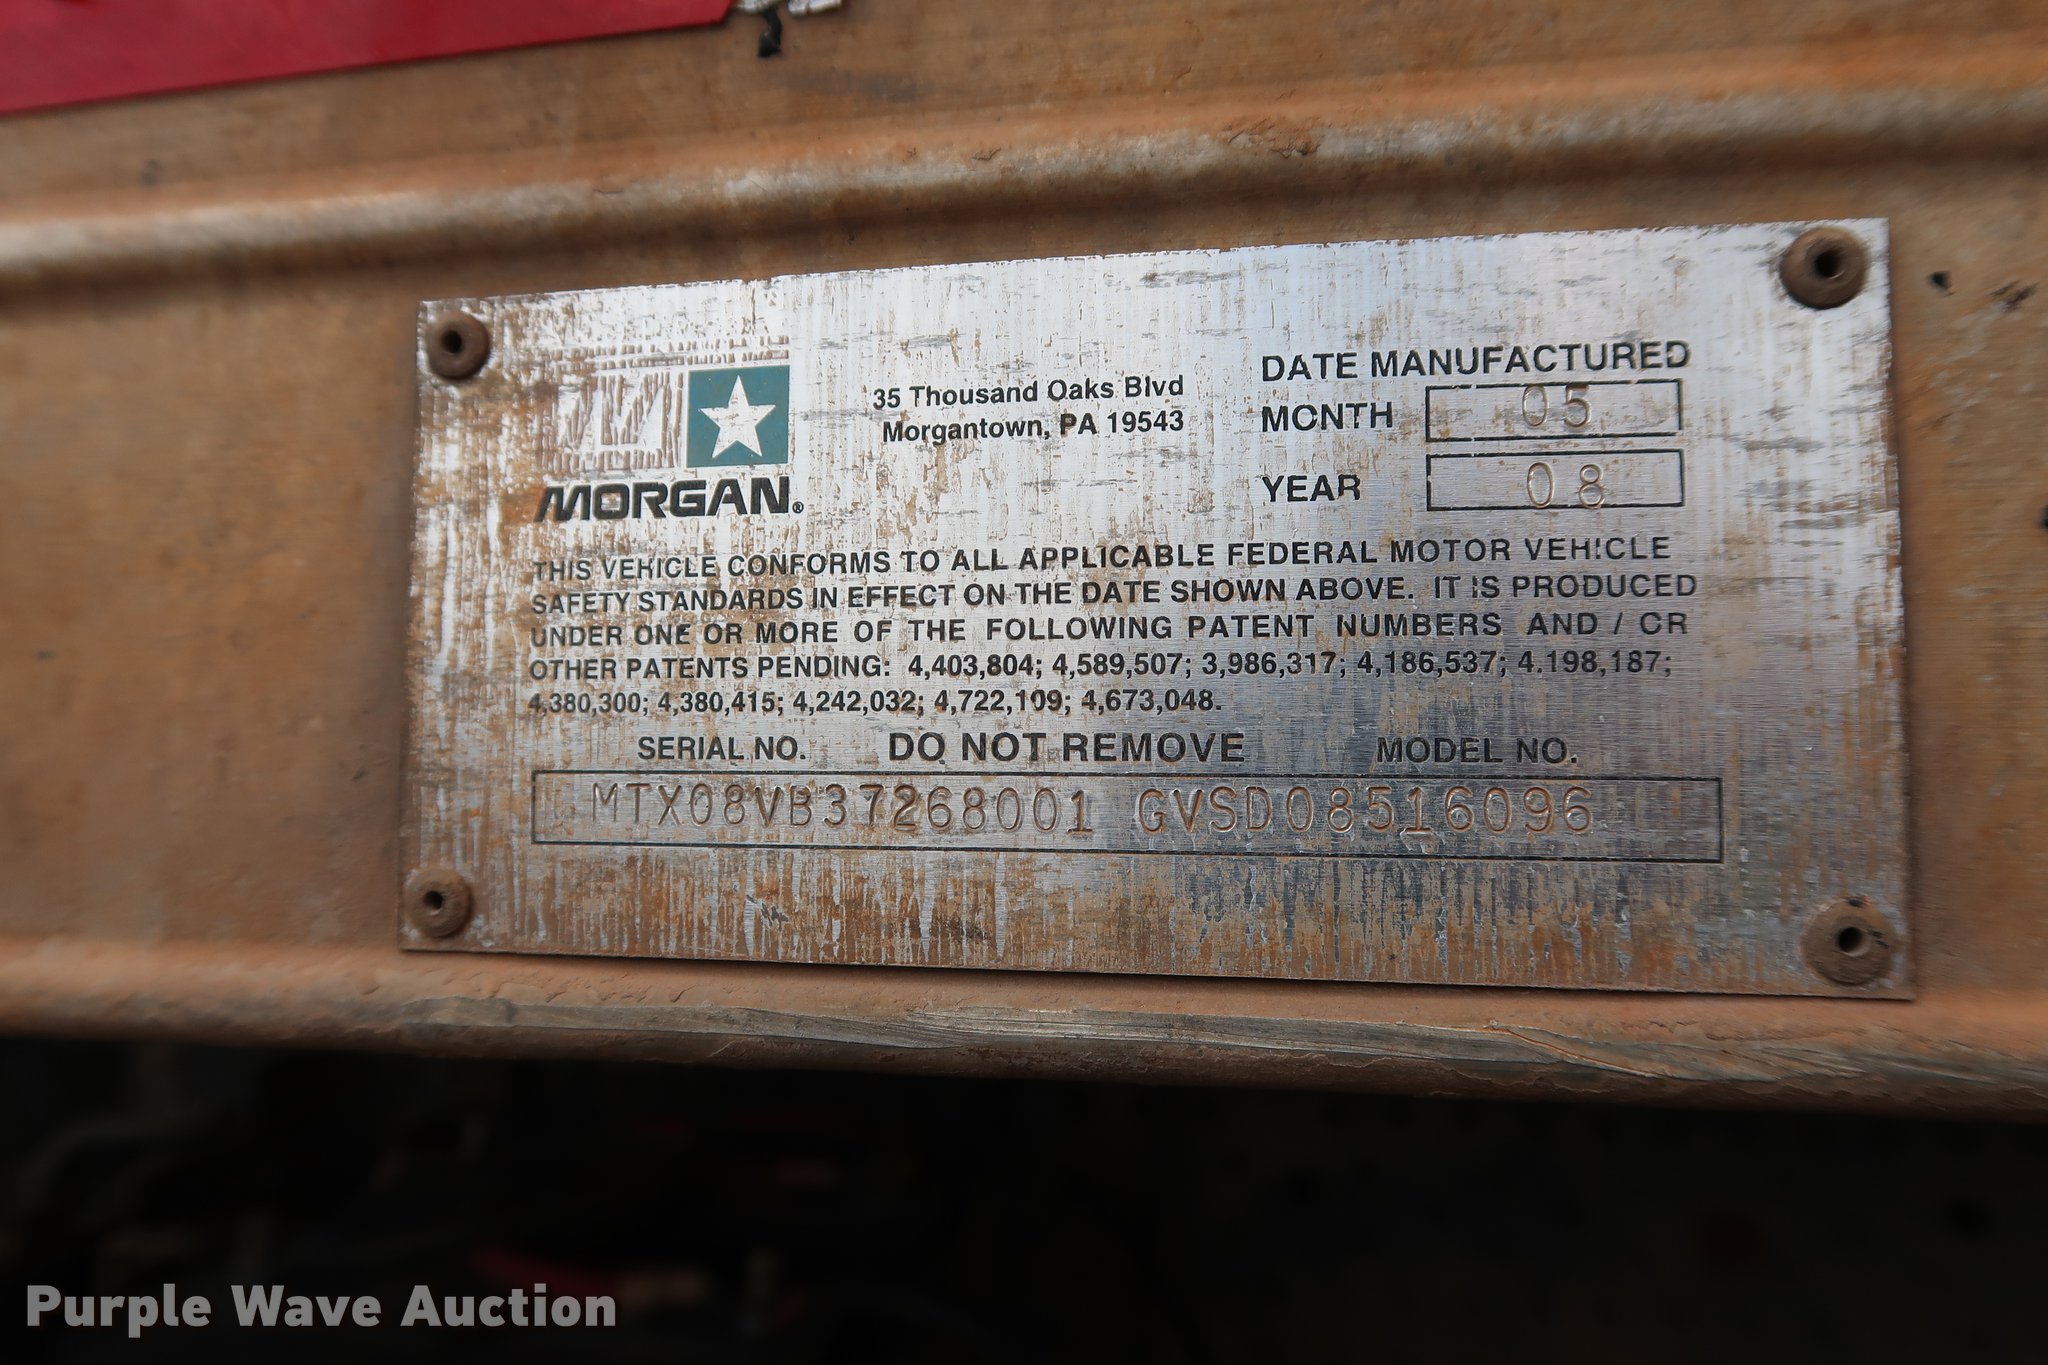 35 Thousand Oaks Blvd
Morgantown, PA 19543
MORGAN®
DATE MANUFACTURED
MONTH 05
YEAR 08
THIS VEHICLE CONFORMS TO ALL APPLICABLE FEDERAL MOTOR VEHICLE
SAFETY STANDARDS IN EFFECT ON THE DATE SHOWN ABOVE. IT IS PRODUCED
UNDER ONE OR MORE OF THE FOLLOWING PATENT NUMBERS AND / OR
OTHER PATENTS PENDING: 4,403,804; 4,589,507; 3,986,317; 4,186,537; 4.198,187;
4,380,300; 4,380,415; 4,242,032; 4,722,109; 4,673,048.
SERIAL NO. DO NOT REMOVE MODEL NO.
MTX08VB37268001 GVSD08516096
Purple Wave Auction